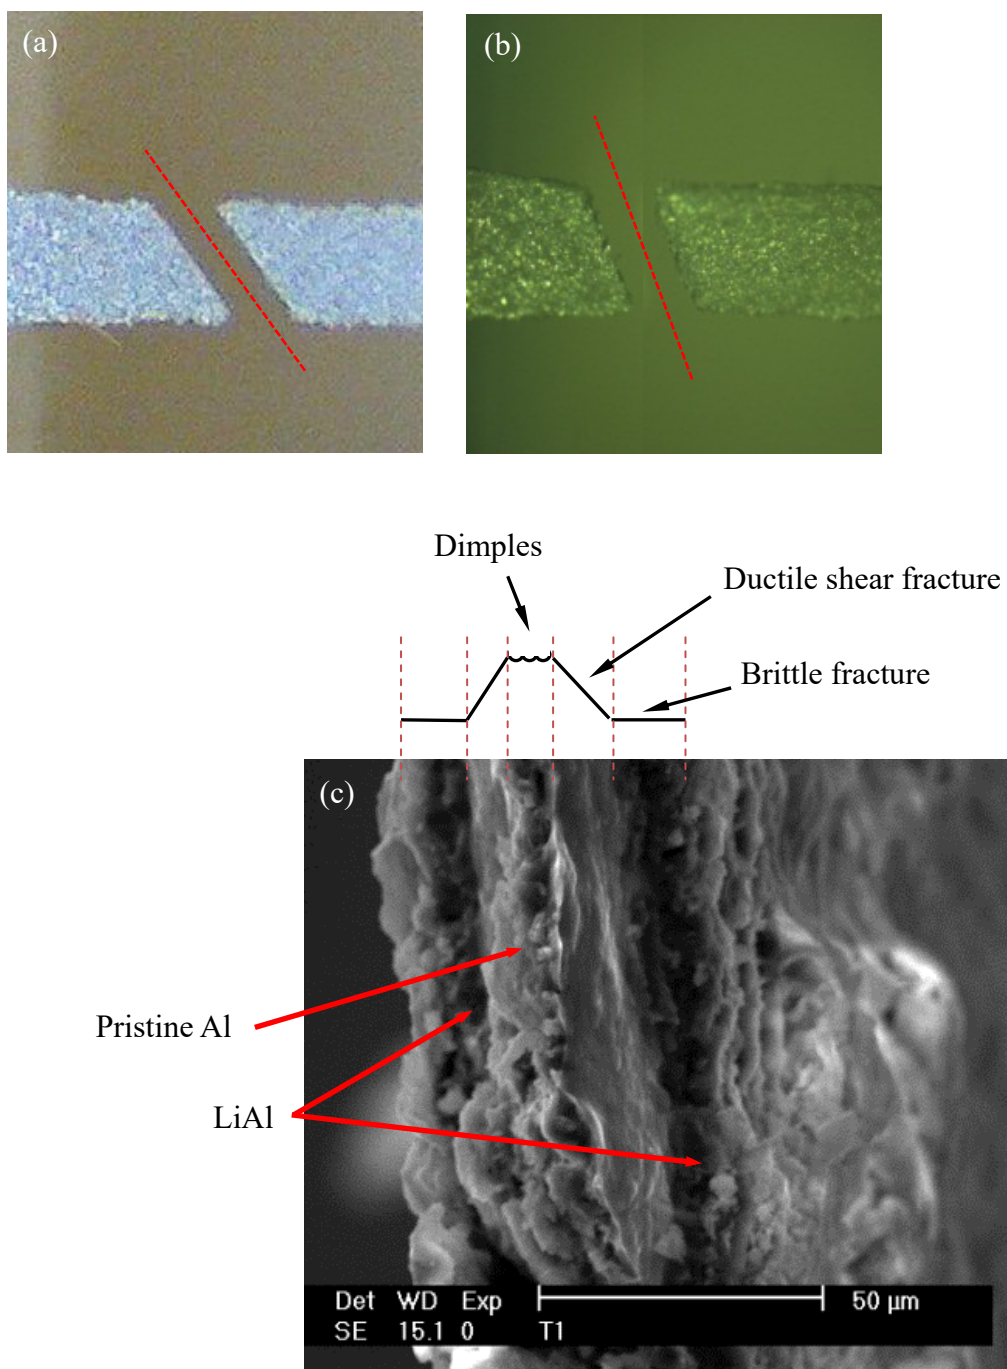 (a)
(b)
Dimples
Ductile shear fracture
Brittle fracture
(c)
Pristine Al
LiAl
Det WD Exp 50 µm
SE 15.1 0 T1